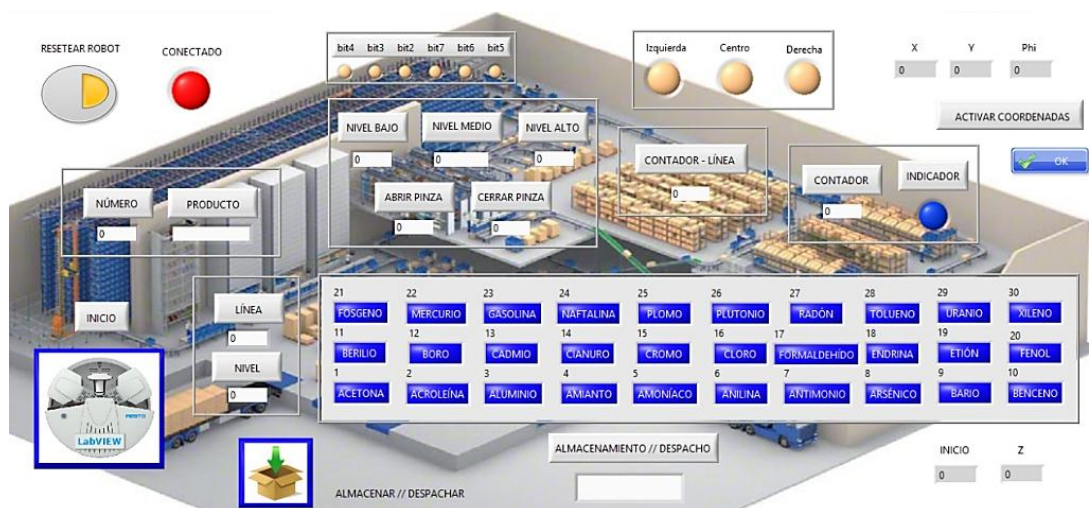 RESETEAR ROBOT
CONECTADO
bit4 bit3 bit2 bit7 bit6 bit5
Izquierda Centro Derecha
X Y Phi
0 0 0
ACTIVAR COORDENADAS
OK
NIVEL BAJO NIVEL MEDIO NIVEL ALTO
0 0 0
ABRIR PINZA CERRAR PINZA
0 0
CONTADOR - LÍNEA
0
CONTADOR INDICADOR
0
NÚMERO PRODUCTO
0
INICIO
LÍNEA
0
NIVEL
0
21 22 23 24 25 26 27 28 29 30
FOSGENO MERCURIO GASOLINA NAFTALINA PLOMO PLUTONIO RADÓN TOLUENO URANIO XILENO
11 12 13 14 15 16 17 18 19 20
BERILIO BORO CADMIO CIANURO CROMO CLORO FORMALDEHÍDO ENDRINA ETIÓN FENOL
1 2 3 4 5 6 7 8 9 10
ACETONA ACROLEÍNA ALUMINIO AMIANTO AMONÍACO ANILINA ANTIMONIO ARSÉNICO BARIO BENCENO
FESTO
LabVIEW
ALMACENAR // DESPACHAR
ALMACENAMIENTO // DESPACHO
INICIO Z
0 0